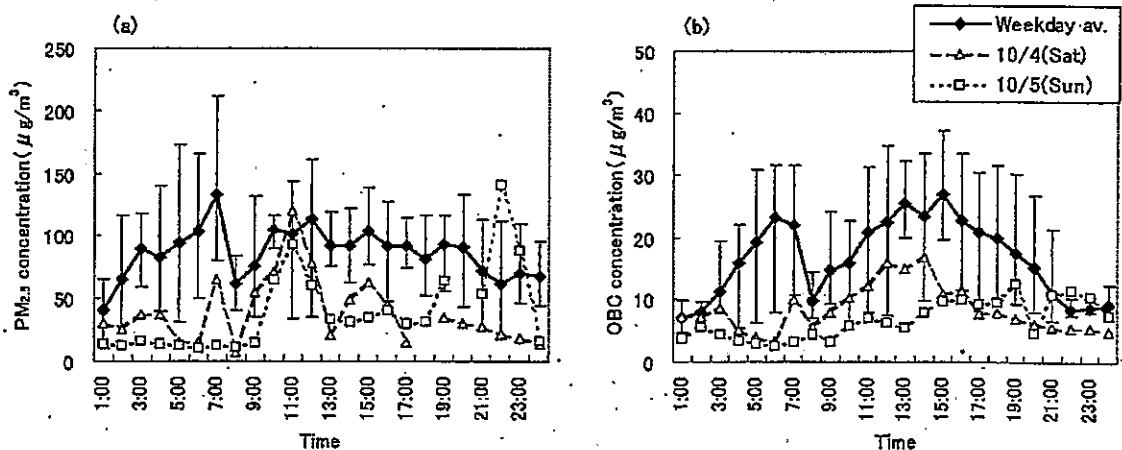 (a)
250
200
150
100
50
0
PM2.5 concentration(μg/m³)
1:00 3:00 5:00 7:00 9:00 11:00 13:00 15:00 17:00 19:00 21:00 23:00
Time
(b)
Weekday av.
10/4(Sat)
10/5(Sun)
50
40
30
20
10
0
OBC concentration(μg/m³)
1:00 3:00 5:00 7:00 9:00 11:00 13:00 15:00 17:00 19:00 21:00 23:00
Time